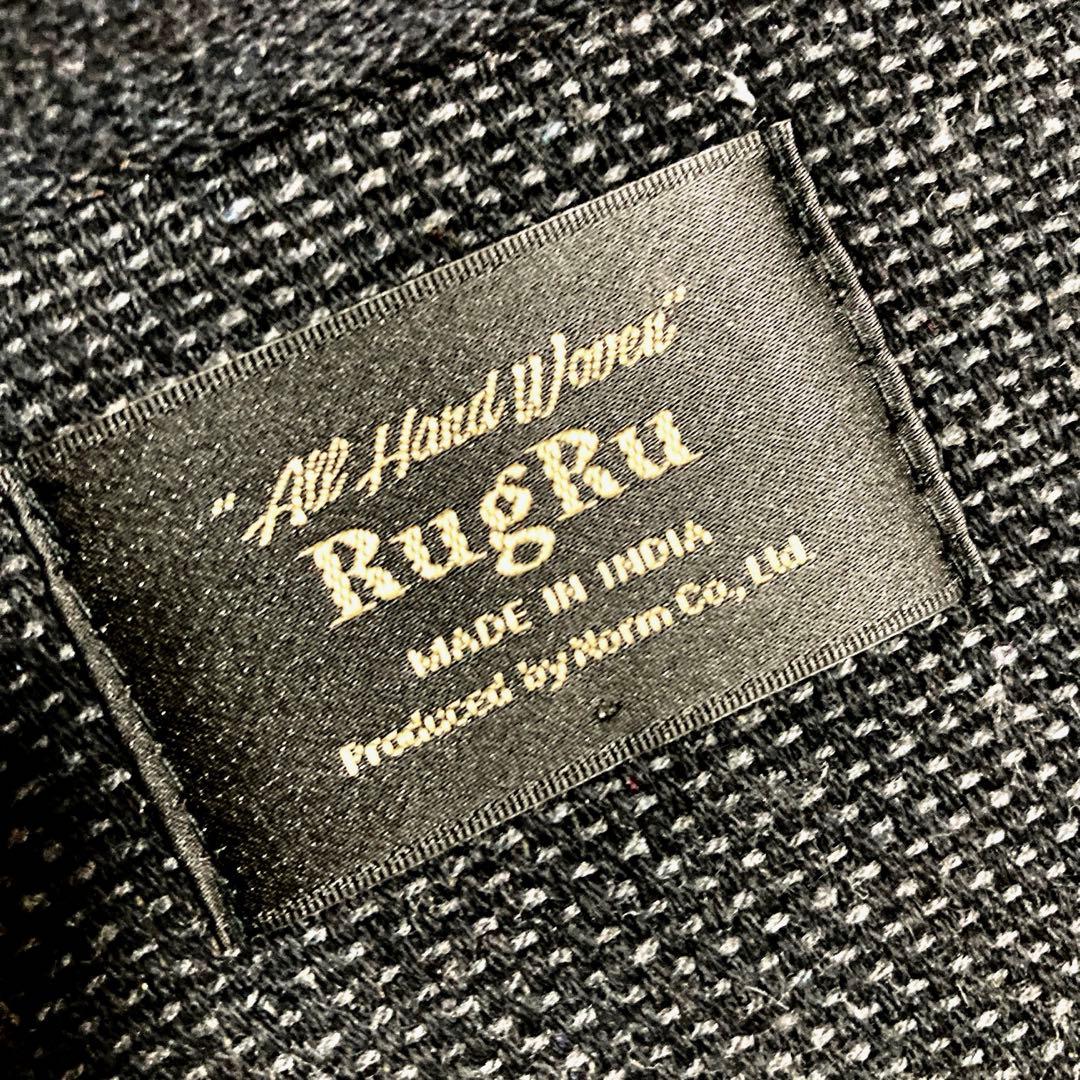 "All Hand Woven"
RugRu
MADE IN INDIA
Produced by Norm Co., Ltd.